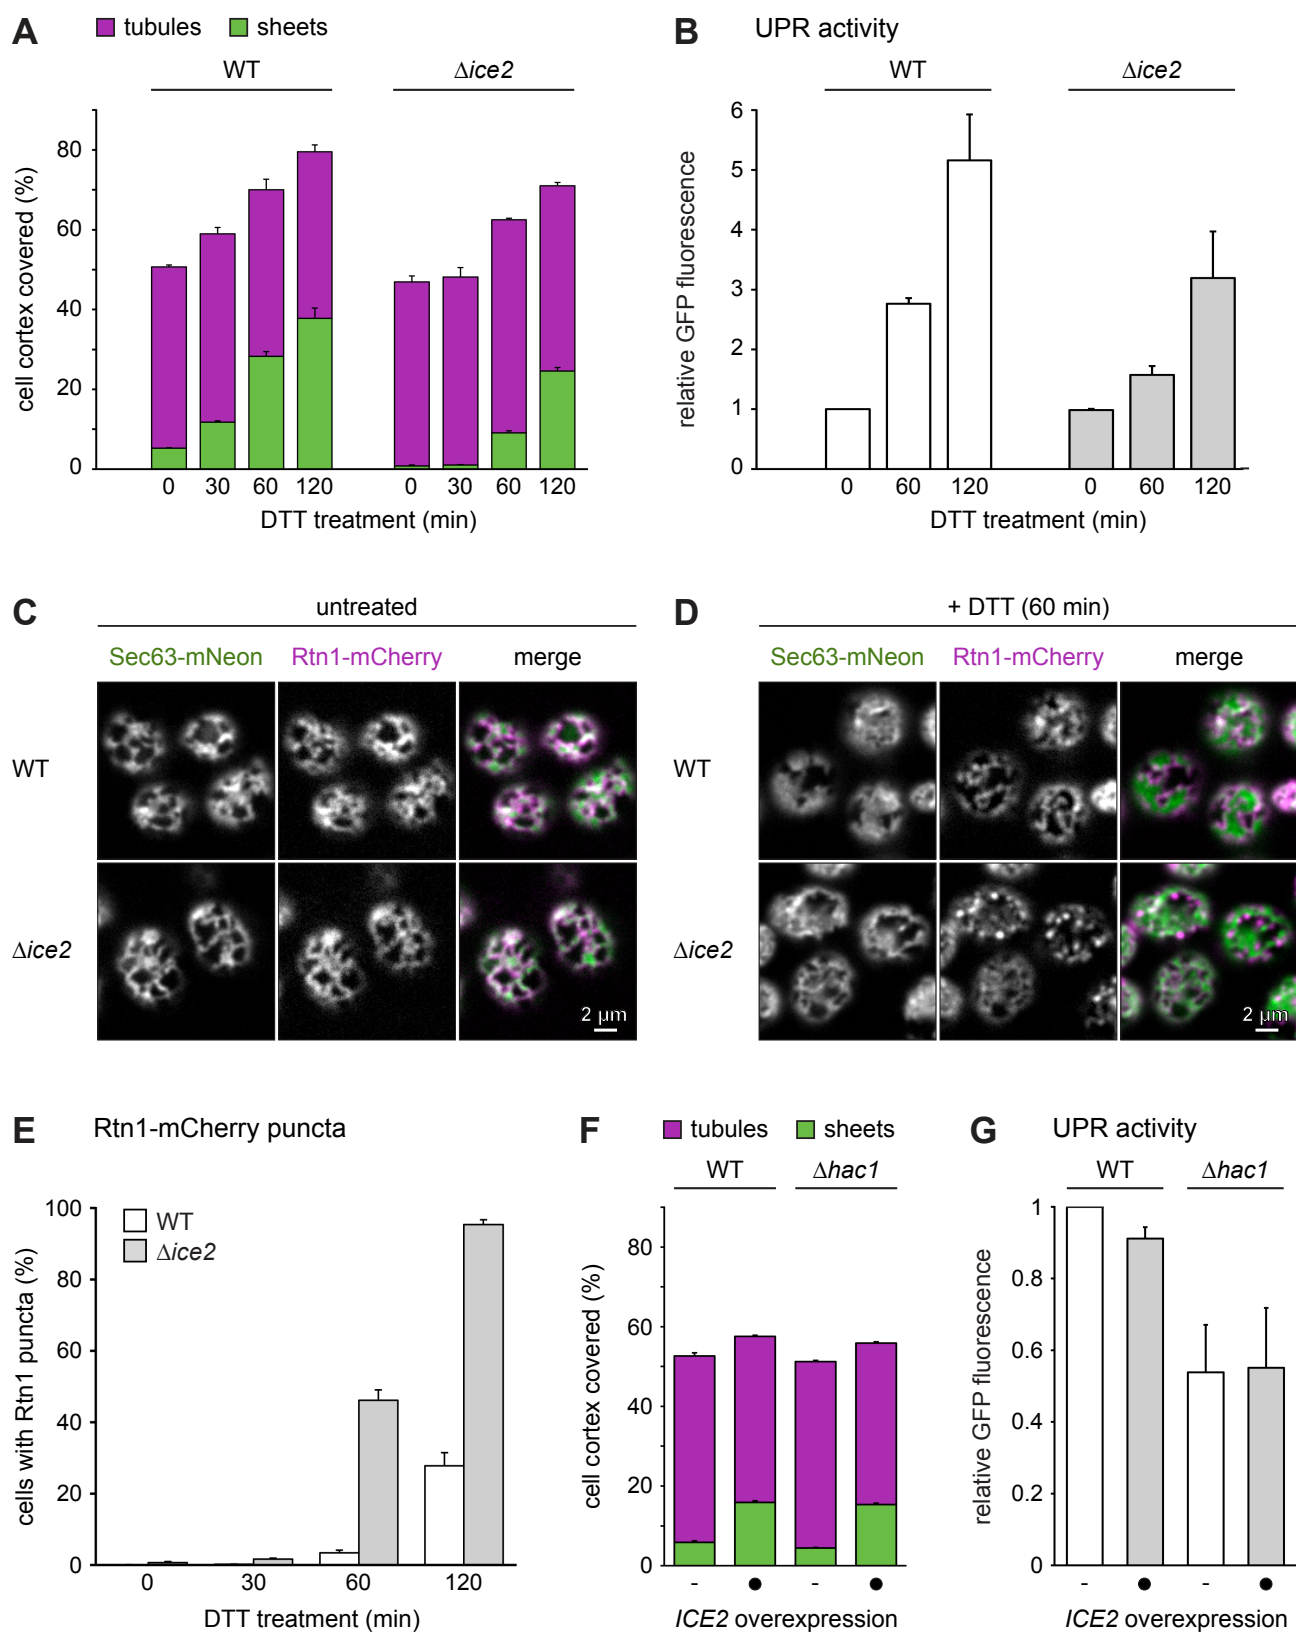 A
tubules sheets
WT Δice2
cell cortex covered (%)
80
60
40
20
0
0 30 60 120 0 30 60 120
DTT treatment (min)
B UPR activity
WT Δice2
relative GFP fluorescence
6
5
4
3
2
1
0
0 60 120 0 60 120
DTT treatment (min)
C
untreated
Sec63-mNeon Rtn1-mCherry merge
WT
Δice2
2 µm
D
+ DTT (60 min)
Sec63-mNeon Rtn1-mCherry merge
WT
Δice2
2 µm
E Rtn1-mCherry puncta
WT
Δice2
cells with Rtn1 puncta (%)
100
80
60
40
20
0
0 30 60 120
DTT treatment (min)
F
tubules sheets
WT Δhac1
cell cortex covered (%)
80
60
40
20
0
- ● - ●
ICE2 overexpression
G UPR activity
WT Δhac1
relative GFP fluorescence
1
0.8
0.6
0.4
0.2
0
- ● - ●
ICE2 overexpression